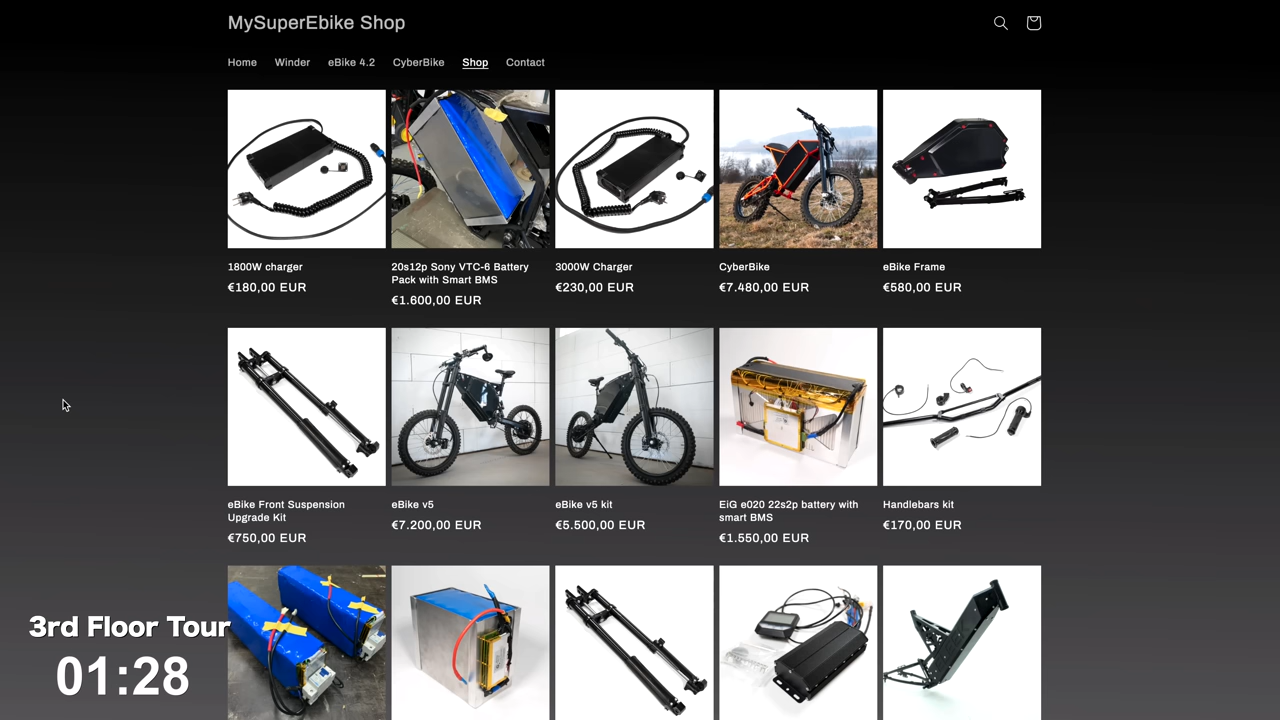 MySuperEbike Shop
Home Winder eBike 4.2 CyberBike Shop Contact
1800W charger
€180,00 EUR
20s12p Sony VTC-6 Battery
Pack with Smart BMS
€1.600,00 EUR
3000W Charger
€230,00 EUR
CyberBike
€7.480,00 EUR
eBike Frame
€580,00 EUR
eBike Front Suspension
Upgrade Kit
€750,00 EUR
eBike v5
€7.200,00 EUR
eBike v5 kit
€5.500,00 EUR
EiG e020 22s2p battery with
smart BMS
€1.550,00 EUR
Handlebars kit
€170,00 EUR
3rd Floor Tour
01:28